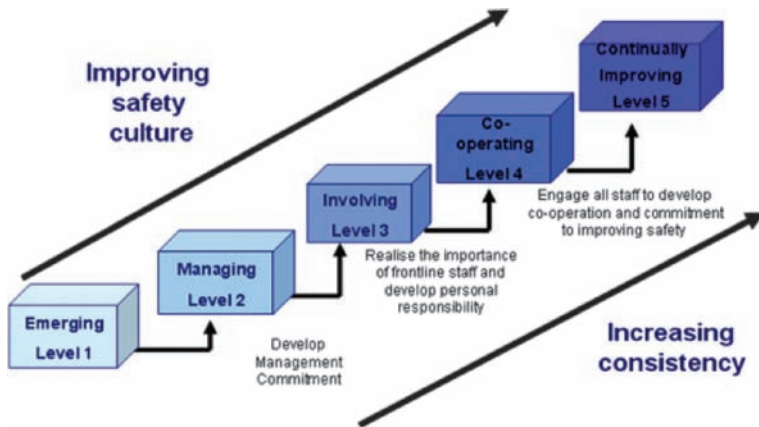 Improving
safety
culture
Continually
Improving
Level 5
Co-
operating
Level 4
Engage all staff to develop
co-operation and commitment
to improving safety
Involving
Level 3
Realise the importance
of frontline staff and
develop personal
responsibility
Managing
Level 2
Develop
Management
Commitment
Emerging
Level 1
Increasing
consistency